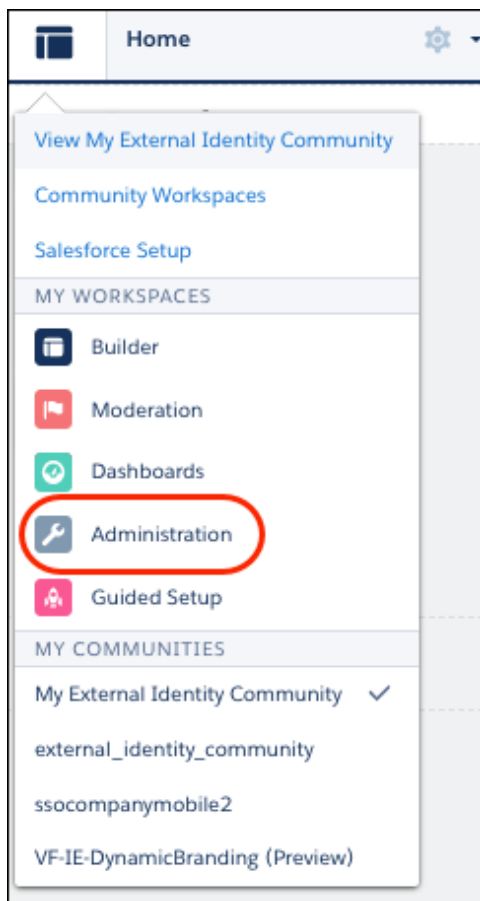 Home
View My External Identity Community
Community Workspaces
Salesforce Setup
MY WORKSPACES
Builder
Moderation
Dashboards
Administration
Guided Setup
MY COMMUNITIES
My External Identity Community
external_identity_community
ssocompanymobile2
VF-IE-DynamicBranding (Preview)